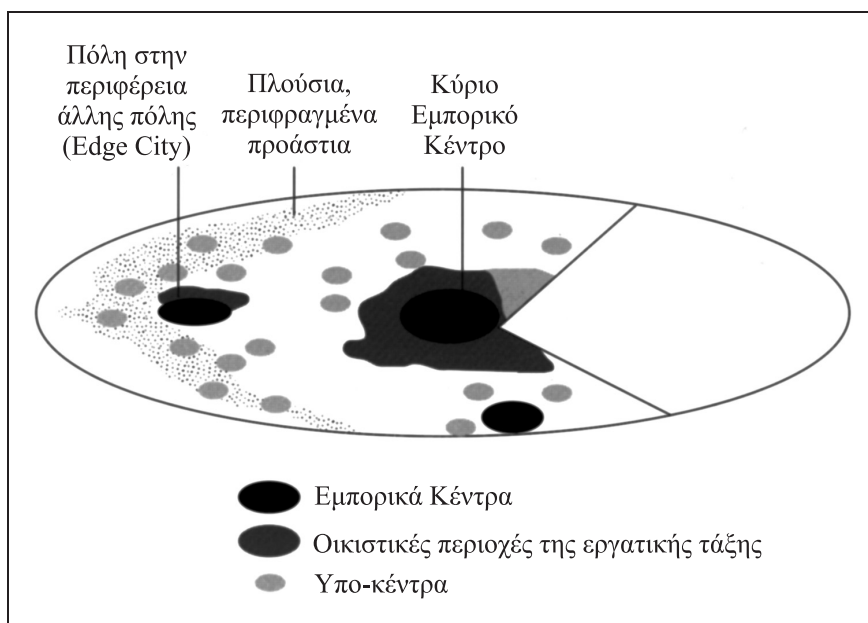 Πόλη στην
περιφέρεια
άλλης πόλης
(Edge City)
Πλούσια,
περιφραγμένα
προάστια
Κύριο
Εμπορικό
Κέντρο
Εμπορικά Κέντρα
Οικιστικές περιοχές της εργατικής τάξης
Υπο-κέντρα